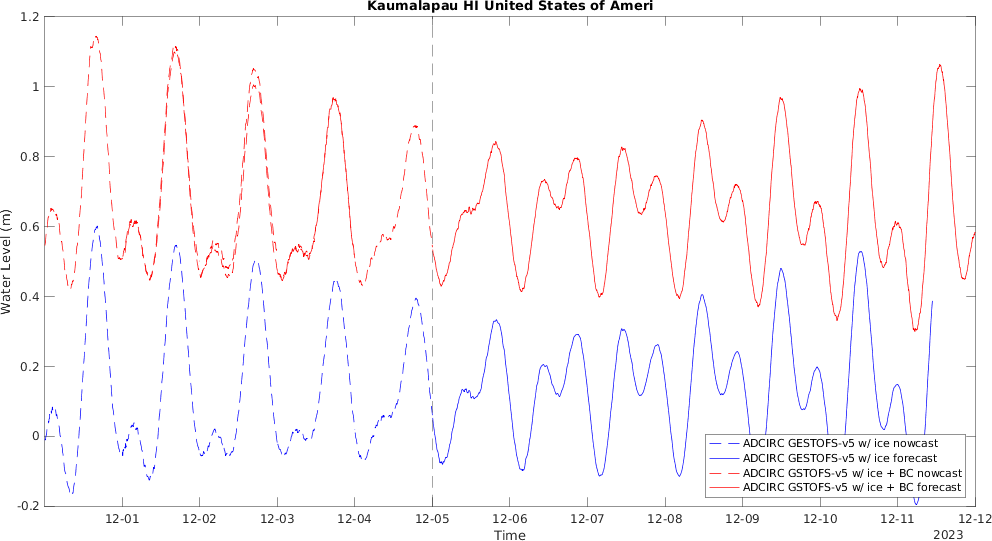 Kaumalapau HI United States of Ameri
Water Level (m)
1.2
1
0.8
0.6
0.4
0.2
0
-0.2
12-01 12-02 12-03 12-04 12-05 12-06 12-07 12-08 12-09 12-10 12-11 12-12
Time
2023
ADCIRC GESTOFS-v5 w/ ice nowcast
ADCIRC GESTOFS-v5 w/ ice forecast
ADCIRC GSTOFS-v5 w/ ice + BC nowcast
ADCIRC GSTOFS-v5 w/ ice + BC forecast